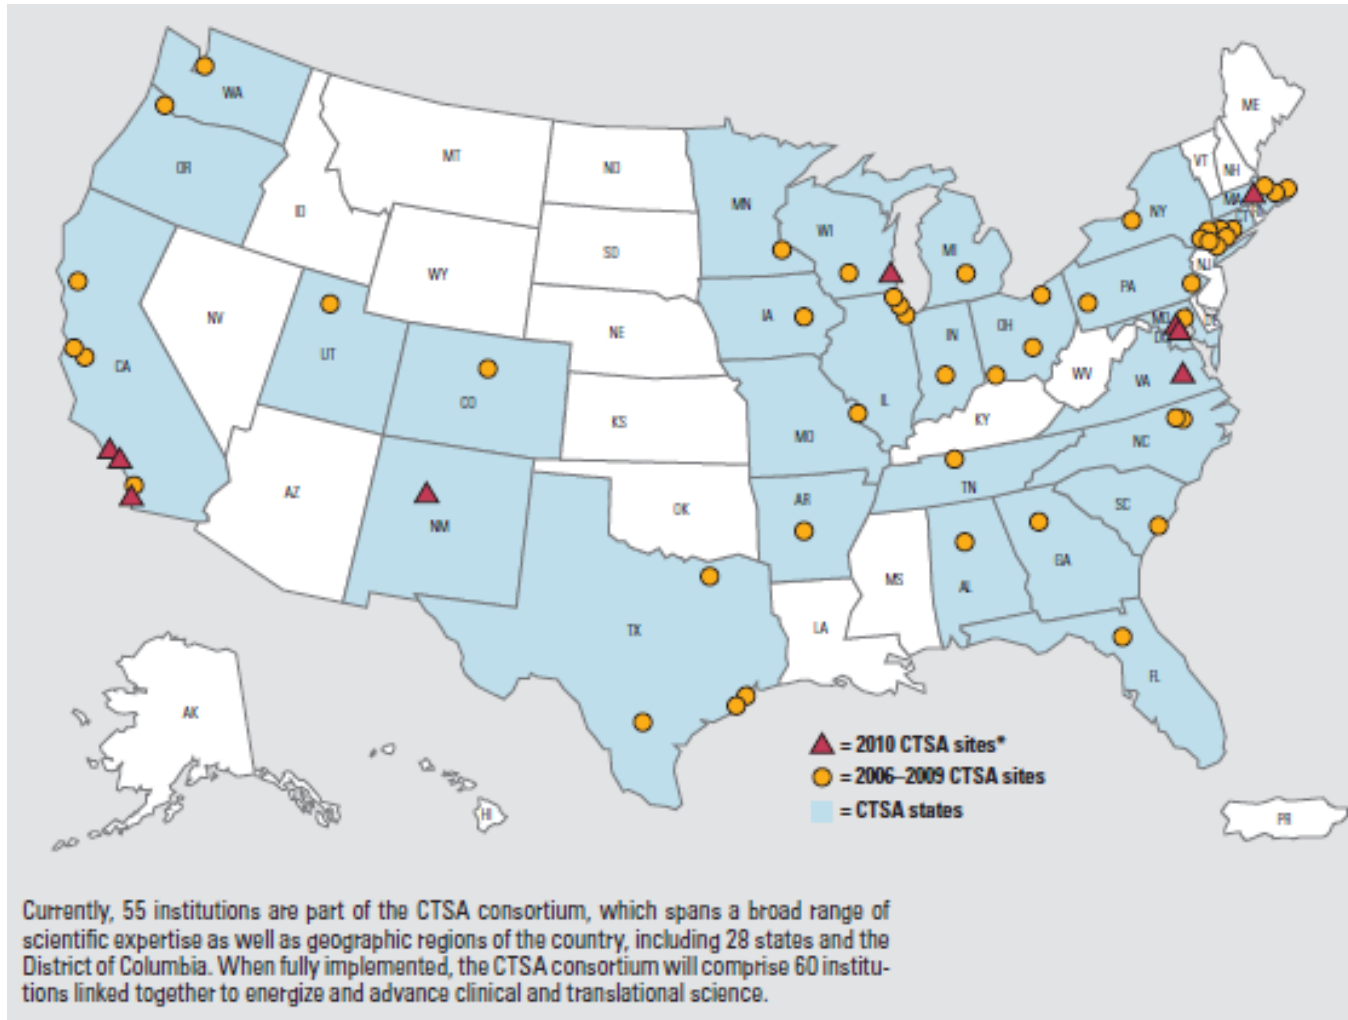 WA
ME
MT
ND
VT
NH
OR
MN
MA
ID
WI
NY
CT
SD
MI
WY
NJ
PA
IA
NV
NE
OH
MD
DE
UT
IN
DC
CA
WV
VA
CO
IL
KS
KY
MO
NC
AZ
TN
AR
SC
OK
NM
GA
MS
AL
TX
LA
FL
AK
= 2010 CTSA sites*
= 2006–2009 CTSA sites
= CTSA states
HI
PR
Currently, 55 institutions are part of the CTSA consortium, which spans a broad range of
scientific expertise as well as geographic regions of the country, including 28 states and the
District of Columbia. When fully implemented, the CTSA consortium will comprise 60 institu-
tions linked together to energize and advance clinical and translational science.